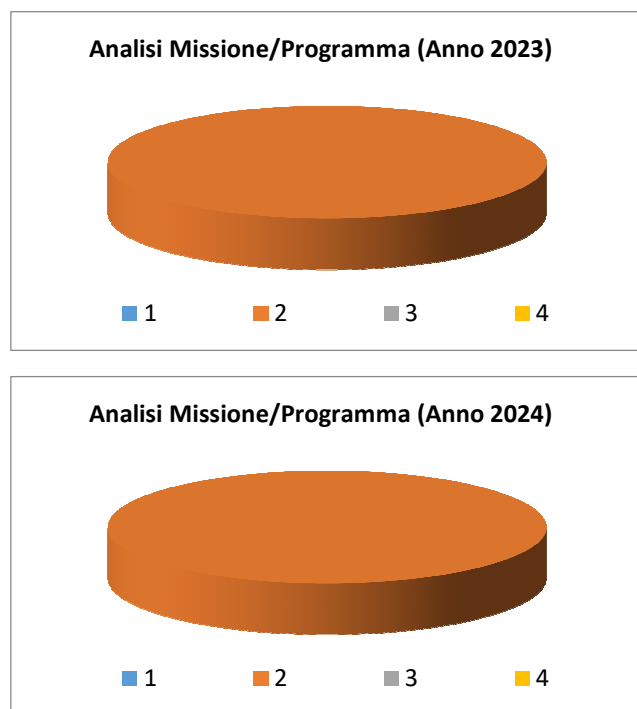 Analisi Missione/Programma (Anno 2023)
1 2 3 4
Analisi Missione/Programma (Anno 2024)
1 2 3 4